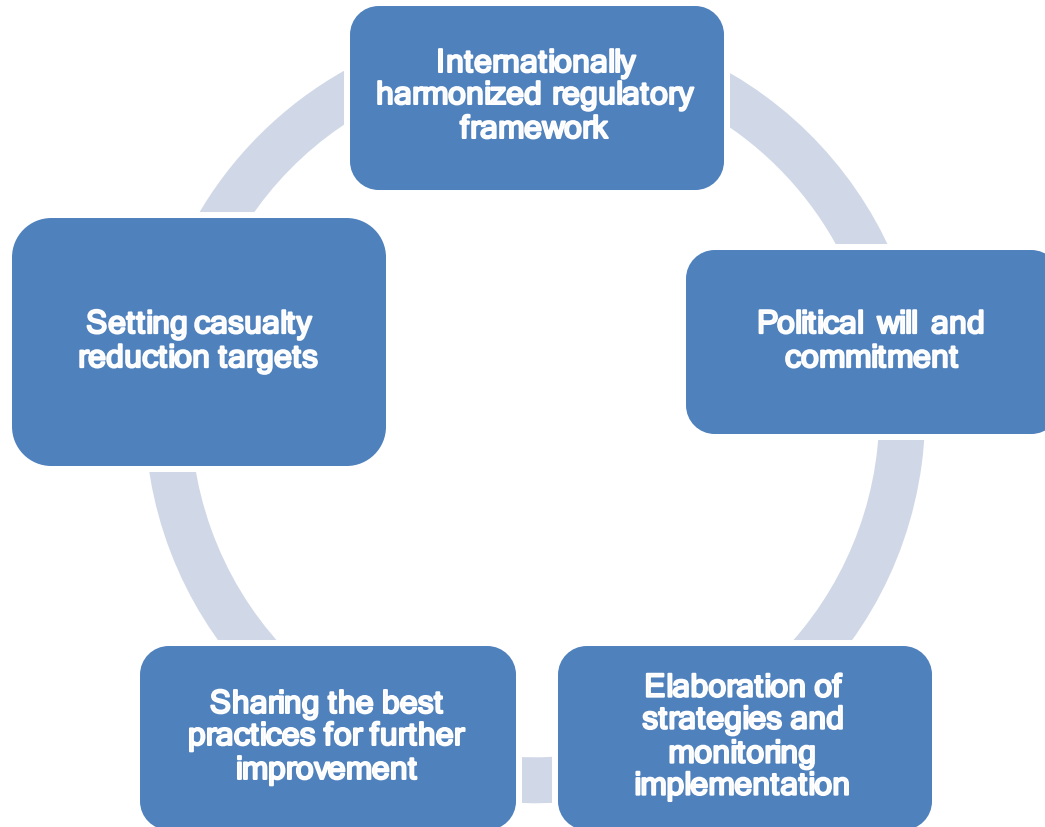 Internationally
harmonized regulatory
framework
Political will and
commitment
Elaboration of
strategies and
monitoring
implementation
Sharing the best
practices for further
improvement
Setting casualty
reduction targets